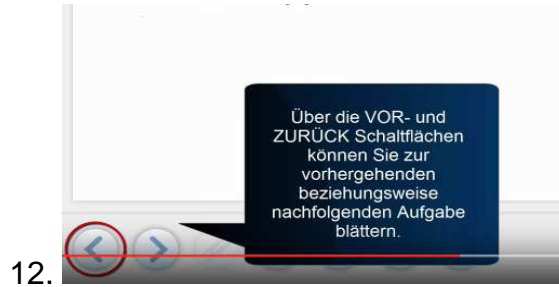 Über die VOR- und
ZURÜCK Schaltflächen
können Sie zur
vorhergehenden
beziehungsweise
nachfolgenden Aufgabe
blättern.
12.